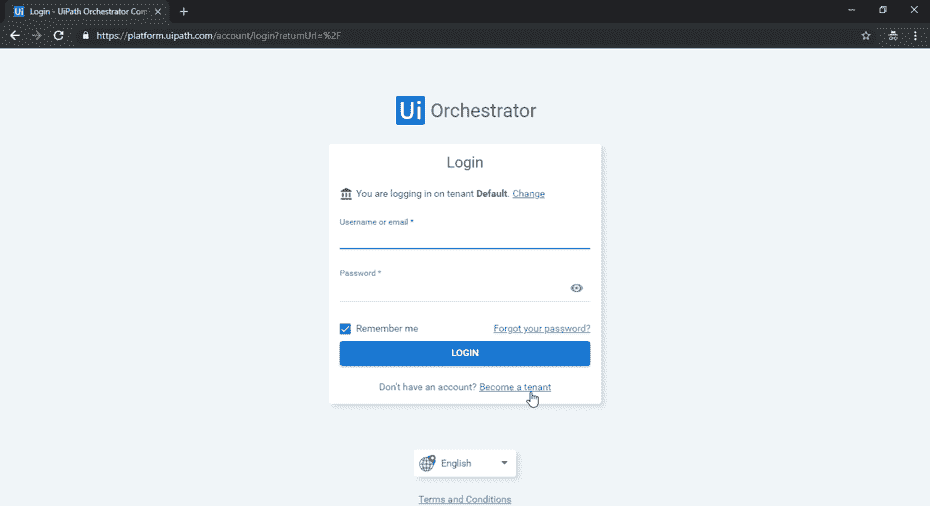 Ui Login - UiPath Orchestrator Com
https://platform.uipath.com/account/login?returnUrl=%2F
Ui Orchestrator
Login
You are logging in on tenant Default. Change
Username or email *
Password *
Remember me Forgot your password?
LOGIN
Don't have an account? Become a tenant
English
Terms and Conditions